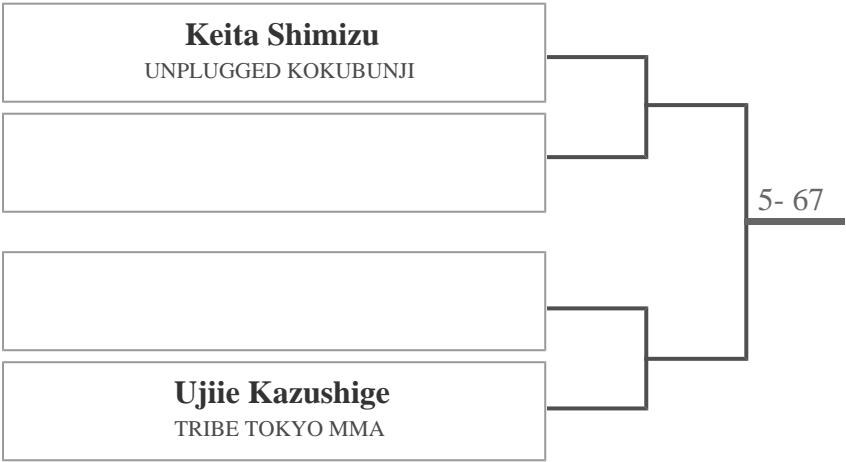 Keita Shimizu
UNPLUGGED KOKUBUNJI
5- 67
Ujiie Kazushige
TRIBE TOKYO MMA